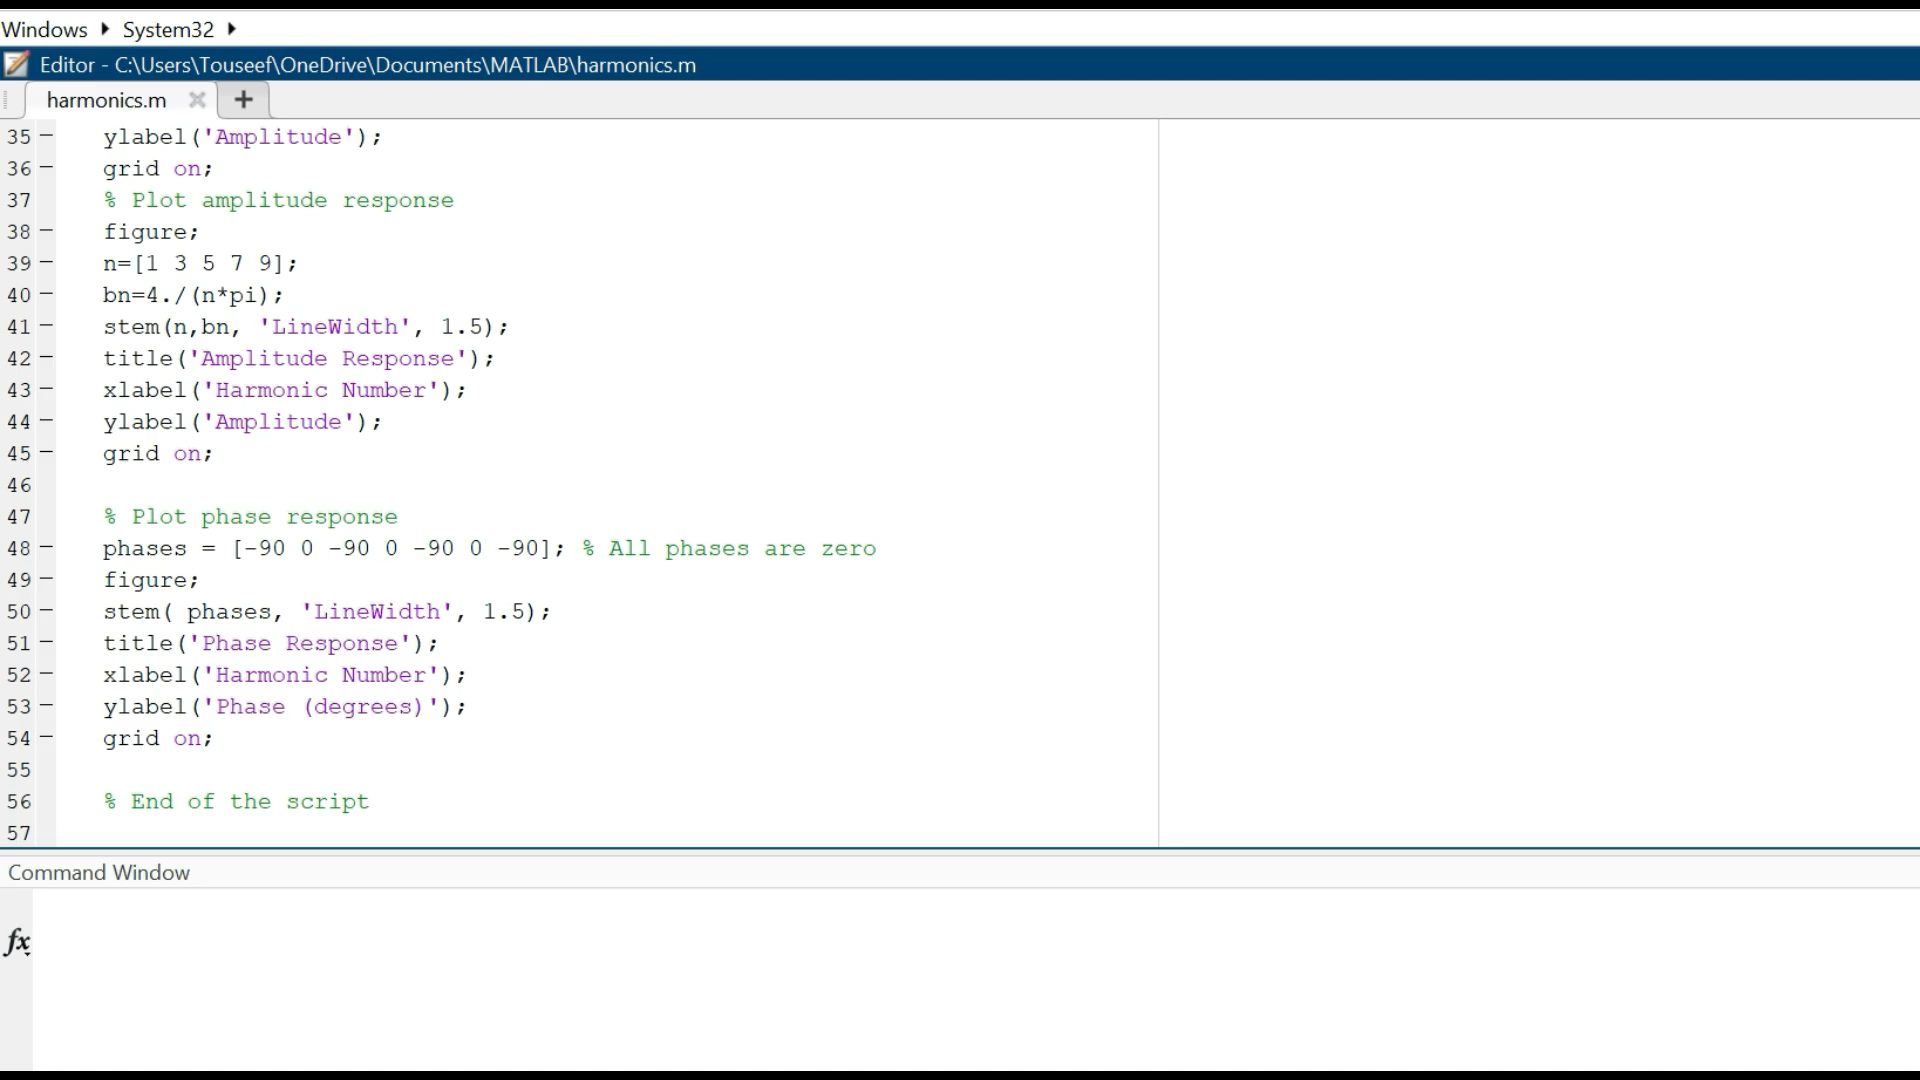 Windows ▸ System32 ▸
Editor - C:\Users\Touseef\OneDrive\Documents\MATLAB\harmonics.m
harmonics.m × +
35 – ylabel('Amplitude');
36 – grid on;
37 % Plot amplitude response
38 – figure;
39 – n=[1 3 5 7 9];
40 – bn=4./(n*pi);
41 – stem(n,bn, 'LineWidth', 1.5);
42 – title('Amplitude Response');
43 – xlabel('Harmonic Number');
44 – ylabel('Amplitude');
45 – grid on;
46
47 % Plot phase response
48 – phases = [-90 0 -90 0 -90 0 -90]; % All phases are zero
49 – figure;
50 – stem( phases, 'LineWidth', 1.5);
51 – title('Phase Response');
52 – xlabel('Harmonic Number');
53 – ylabel('Phase (degrees)');
54 – grid on;
55
56 % End of the script
57
Command Window
fx